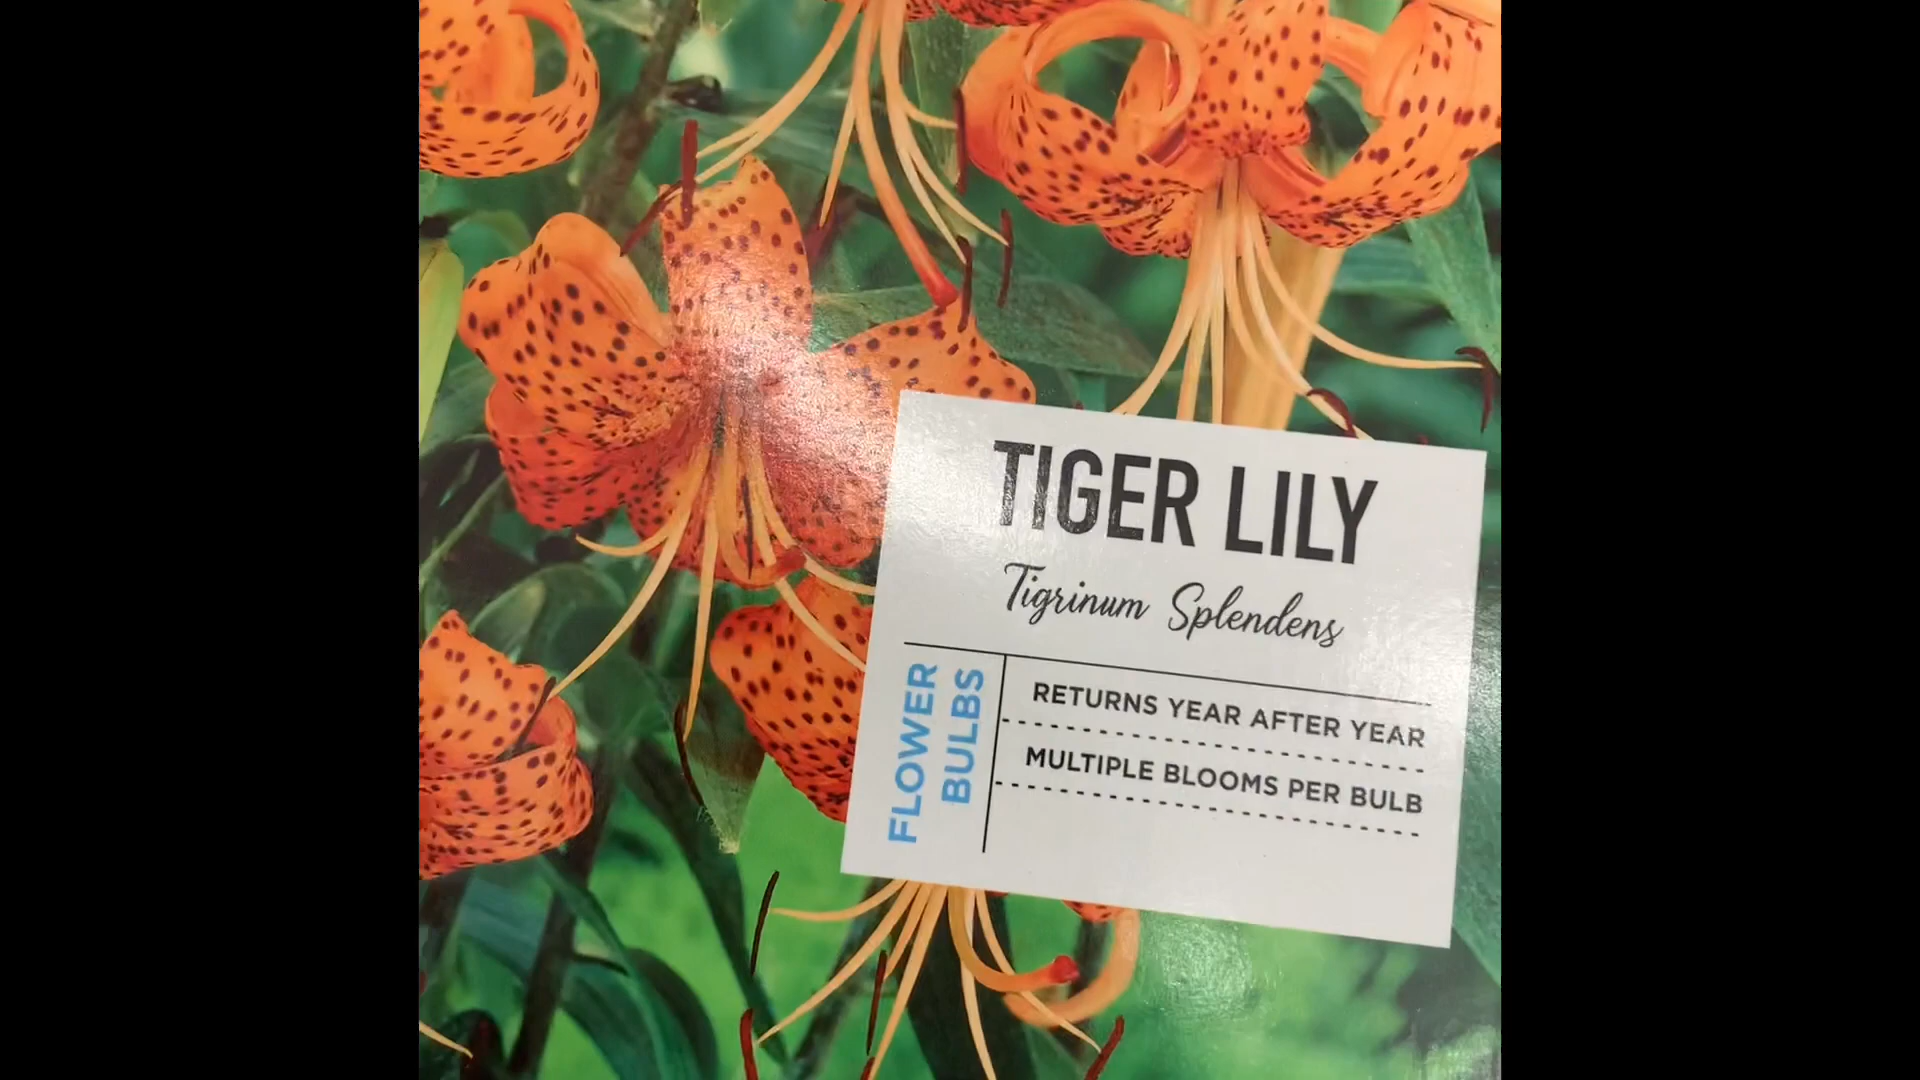 TIGER LILY
Tigrinum Splendens
FLOWER
BULBS
RETURNS YEAR AFTER YEAR
MULTIPLE BLOOMS PER BULB